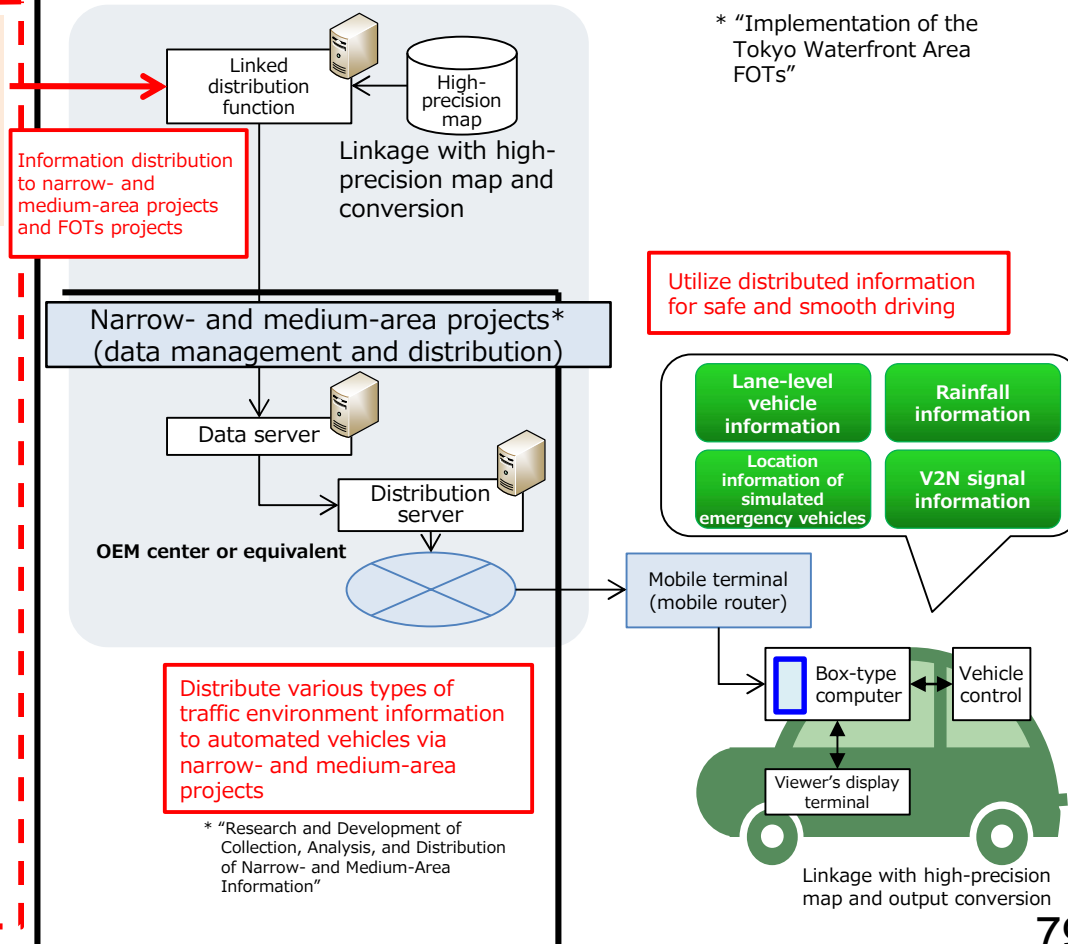 * “Implementation of the
Tokyo Waterfront Area
FOTs”
Linked
distribution
function
High-
precision
map
Linkage with high-
precision map and
conversion
Information distribution
to narrow- and
medium-area projects
and FOTs projects
Utilize distributed information
for safe and smooth driving
Narrow- and medium-area projects*
(data management and distribution)
Lane-level
vehicle
information
Rainfall
information
Location
information of
simulated
emergency vehicles
V2N signal
information
Data server
Distribution
server
OEM center or equivalent
Mobile terminal
(mobile router)
Box-type
computer
Vehicle
control
Viewer’s display
terminal
Distribute various types of
traffic environment information
to automated vehicles via
narrow- and medium-area
projects
* “Research and Development of
Collection, Analysis, and Distribution
of Narrow- and Medium-Area
Information”
Linkage with high-precision
map and output conversion
79